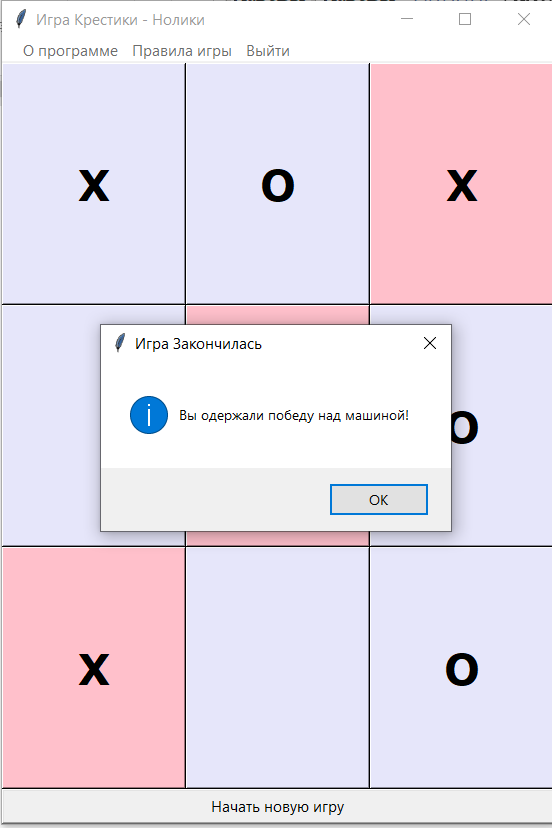 Игра Крестики - Нолики
О программе Правила игры Выйти
X O X
Игра Закончилась
Вы одержали победу над машиной!
O
OK
X O
Начать новую игру